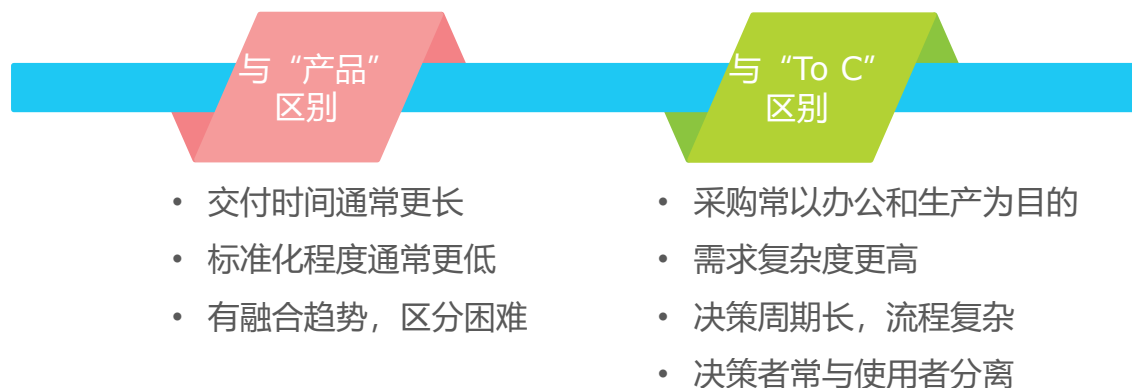 与“产品”
区别
• 交付时间通常更长
• 标准化程度通常更低
• 有融合趋势，区分困难
与“To C”
区别
• 采购常以办公和生产为目的
• 需求复杂度更高
• 决策周期长，流程复杂
• 决策者常与使用者分离